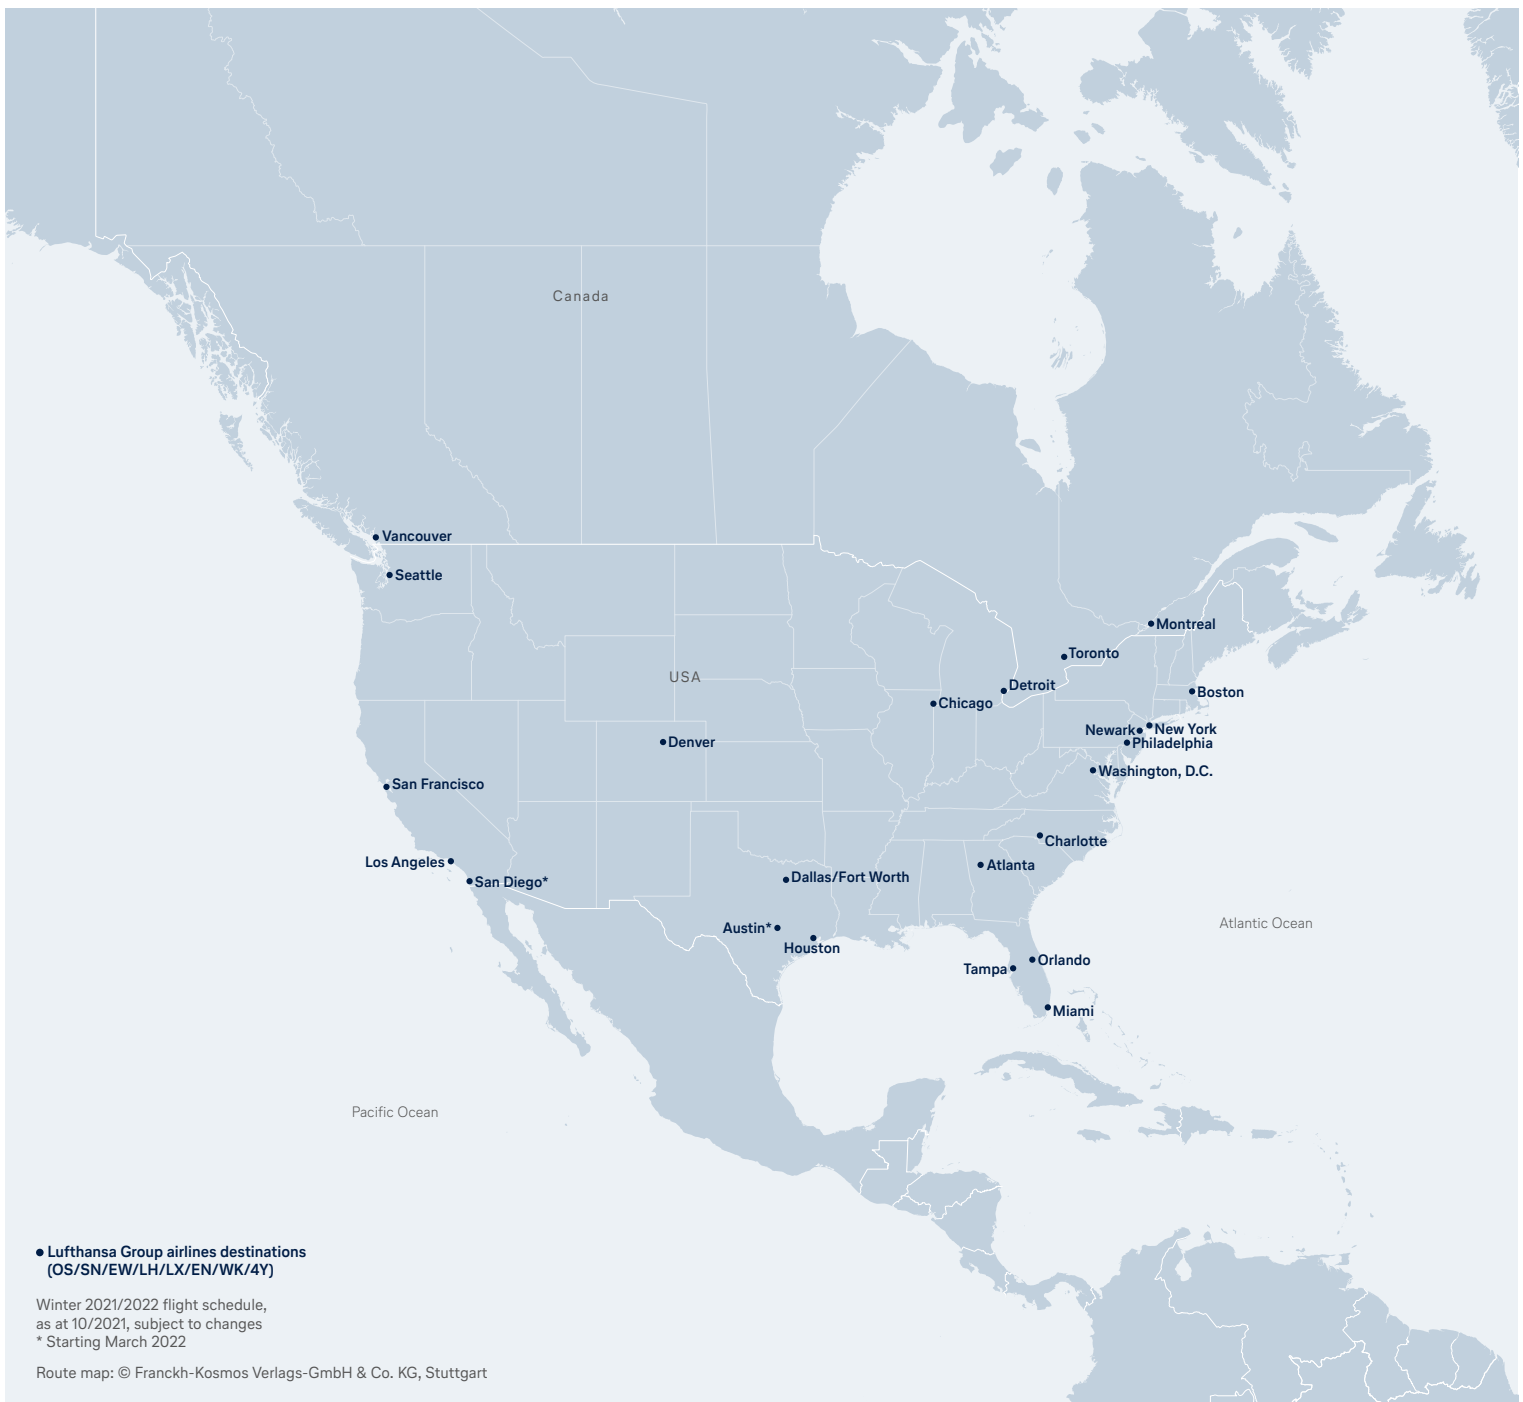 Canada
Vancouver
Seattle
Montreal
Toronto
USA
Detroit
Boston
Chicago
Newark
New York
Denver
Philadelphia
Washington, D.C.
San Francisco
Charlotte
Los Angeles
Atlanta
Dallas/Fort Worth
San Diego*
Atlantic Ocean
Austin*
Houston
Orlando
Tampa
Miami
Pacific Ocean
Lufthansa Group airlines destinations
(OS/SN/EW/LH/LX/EN/WK/4Y)
Winter 2021/2022 flight schedule,
as at 10/2021, subject to changes
* Starting March 2022
Route map: © Franckh-Kosmos Verlags-GmbH & Co. KG, Stuttgart